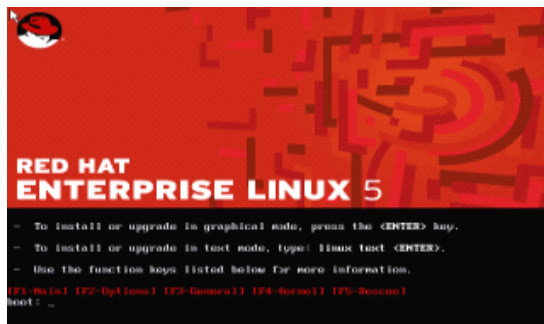 RED HAT
ENTERPRISE LINUX 5
- To install or upgrade in graphical mode, press the <ENTER> key.
- To install or upgrade in text mode, type: linux text <ENTER>.
- Use the function keys listed below for more information.
[F1-Main] [F2-Options] [F3-General] [F4-Kernel] [F5-Rescue]
boot: _